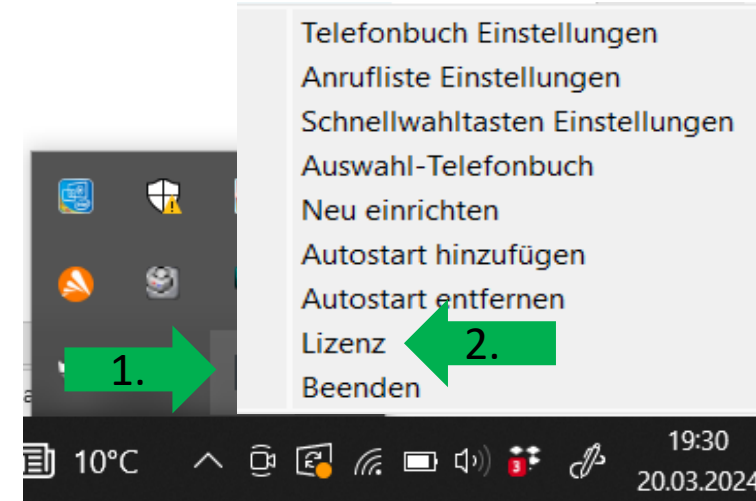 Telefonbuch Einstellungen
Anrufliste Einstellungen
Schnellwahltasten Einstellungen
Auswahl-Telefonbuch
Neu einrichten
Autostart hinzufügen
Autostart entfernen
Lizenz
2.
Beenden
1.
10°C
3
19:30
20.03.2024